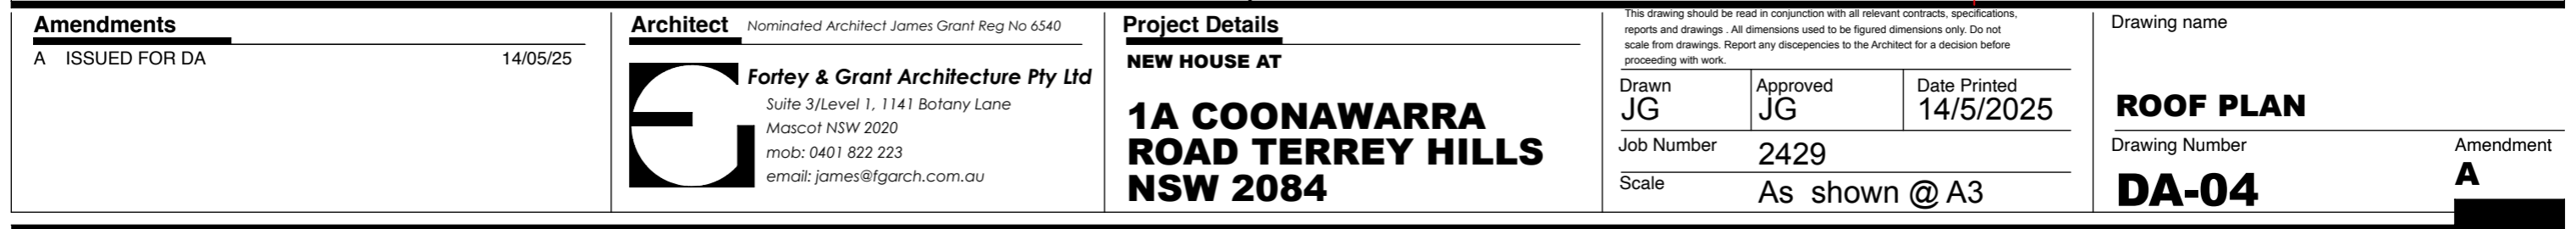 Amendments
A ISSUED FOR DA 14/05/25
Architect Nominated Architect James Grant Reg No 6540
Fortey & Grant Architecture Pty Ltd
Suite 3/Level 1, 1141 Botany Lane
Mascot NSW 2020
mob: 0401 822 223
email: james@fgarch.com.au
Project Details
NEW HOUSE AT
1A COONAWARRA
ROAD TERREY HILLS
NSW 2084
This drawing should be read in conjunction with all relevant contracts, specifications,
reports and drawings . All dimensions used to be figured dimensions only. Do not
scale from drawings. Report any discepencies to the Architect for a decision before
proceeding with work.
Drawn Approved Date Printed
JG JG 14/5/2025
Job Number 2429
Scale As shown @ A3
Drawing name
ROOF PLAN
Drawing Number Amendment
DA-04 A